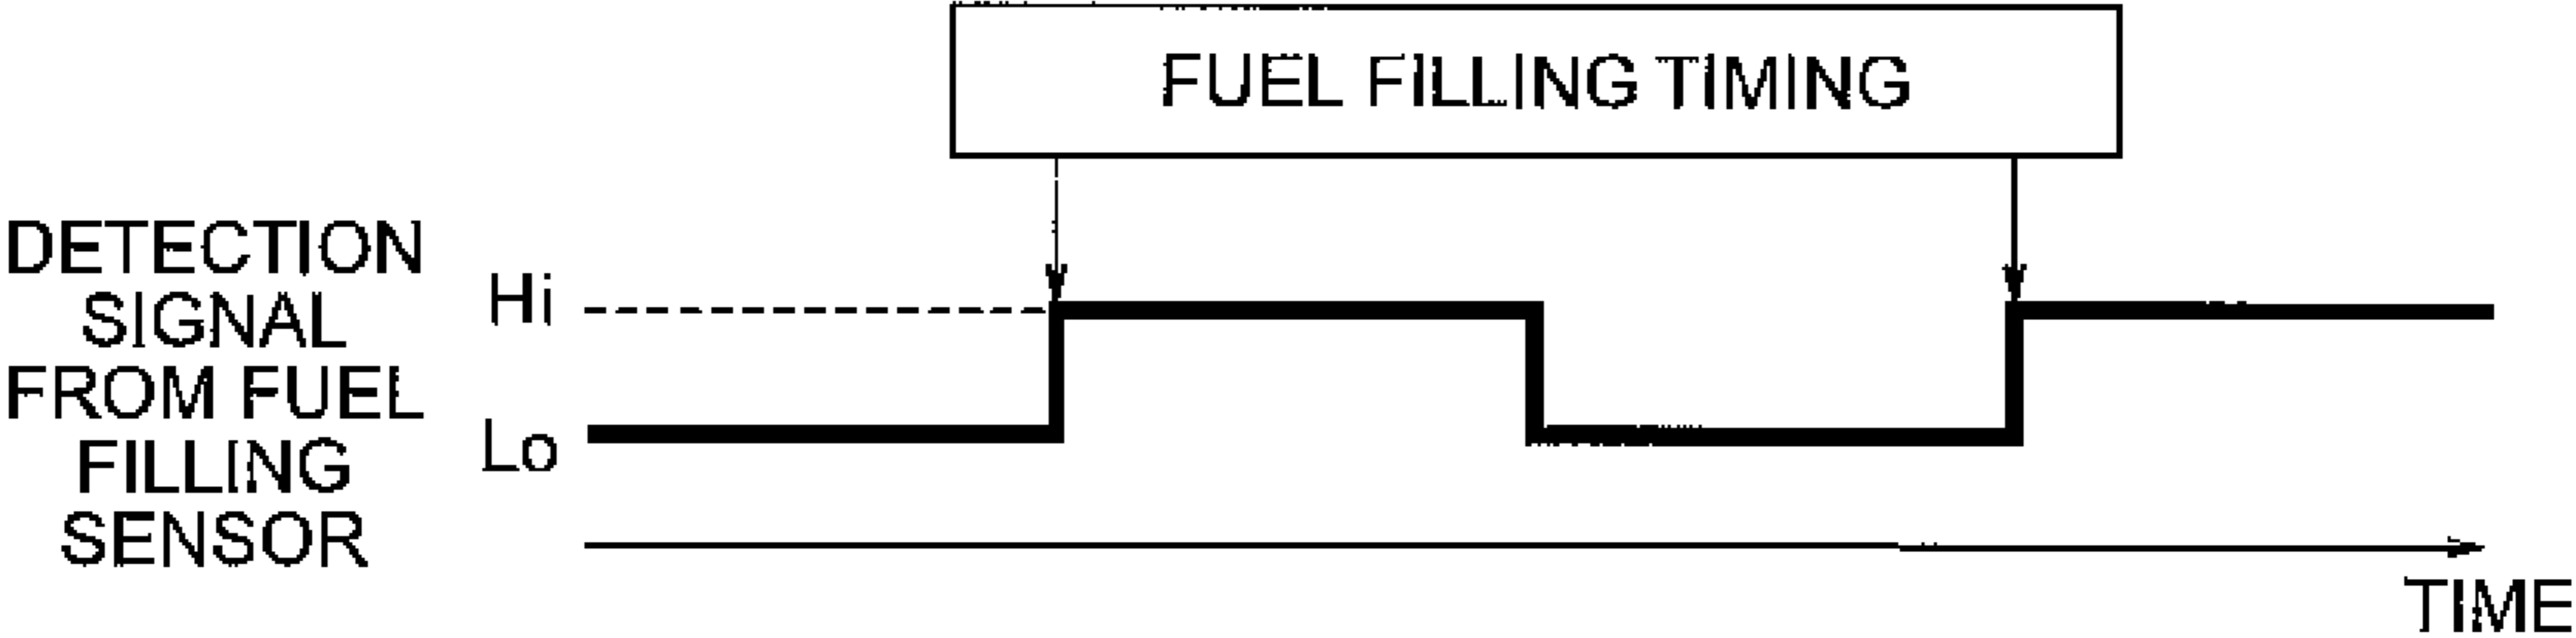 FUEL FILLING TIMING
DETECTION
SIGNAL
FROM FUEL
FILLING
SENSOR
Hi
Lo
TIME